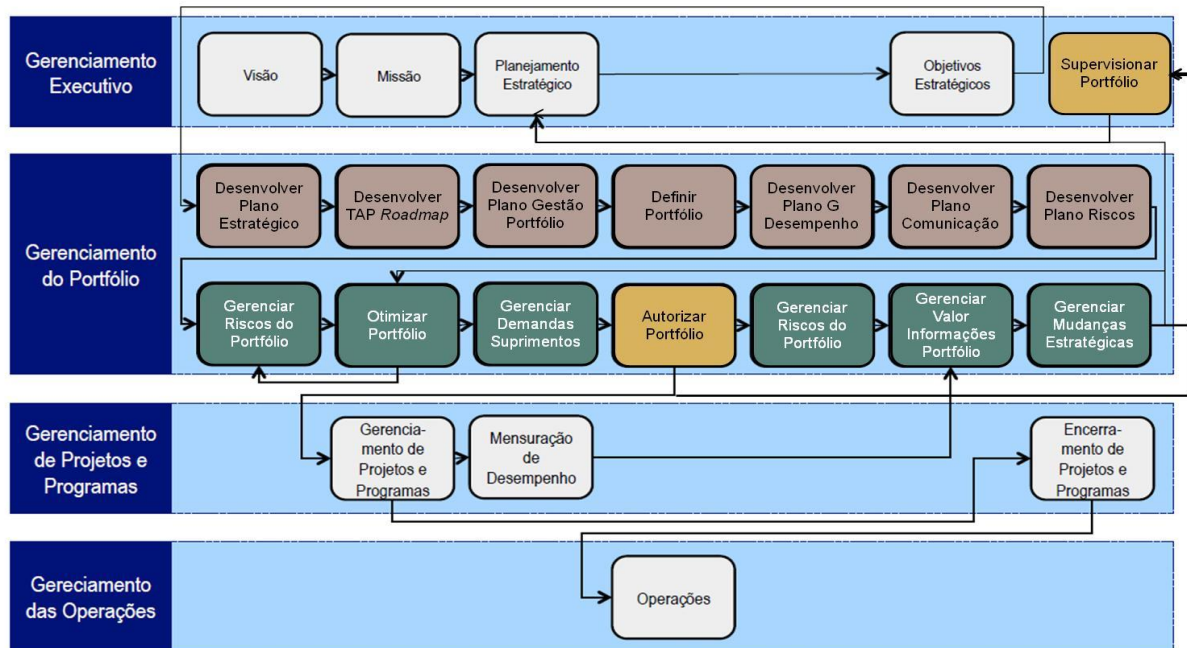 Gerenciamento
Executivo
Visão
Missão
Planejamento
Estratégico
Objetivos
Estratégicos
Supervisionar
Portfólio
Gerenciamento
do Portfólio
Desenvolver
Plano
Estratégico
Desenvolver
TAP Roadmap
Desenvolver
Plano Gestão
Portfólio
Definir
Portfólio
Desenvolver
Plano G
Desempenho
Desenvolver
Plano
Comunicação
Desenvolver
Plano Riscos
Gerenciar
Riscos do
Portfólio
Otimizar
Portfólio
Gerenciar
Demandas
Suprimentos
Autorizar
Portfólio
Gerenciar
Riscos do
Portfólio
Gerenciar
Valor
Informações
Portfólio
Gerenciar
Mudanças
Estratégicas
Gerenciamento
de Projetos e
Programas
Gerencia-
mento de
Projetos e
Programas
Mensuração
de
Desempenho
Encerra-
mento de
Projetos e
Programas
Gereciamento
das Operações
Operações